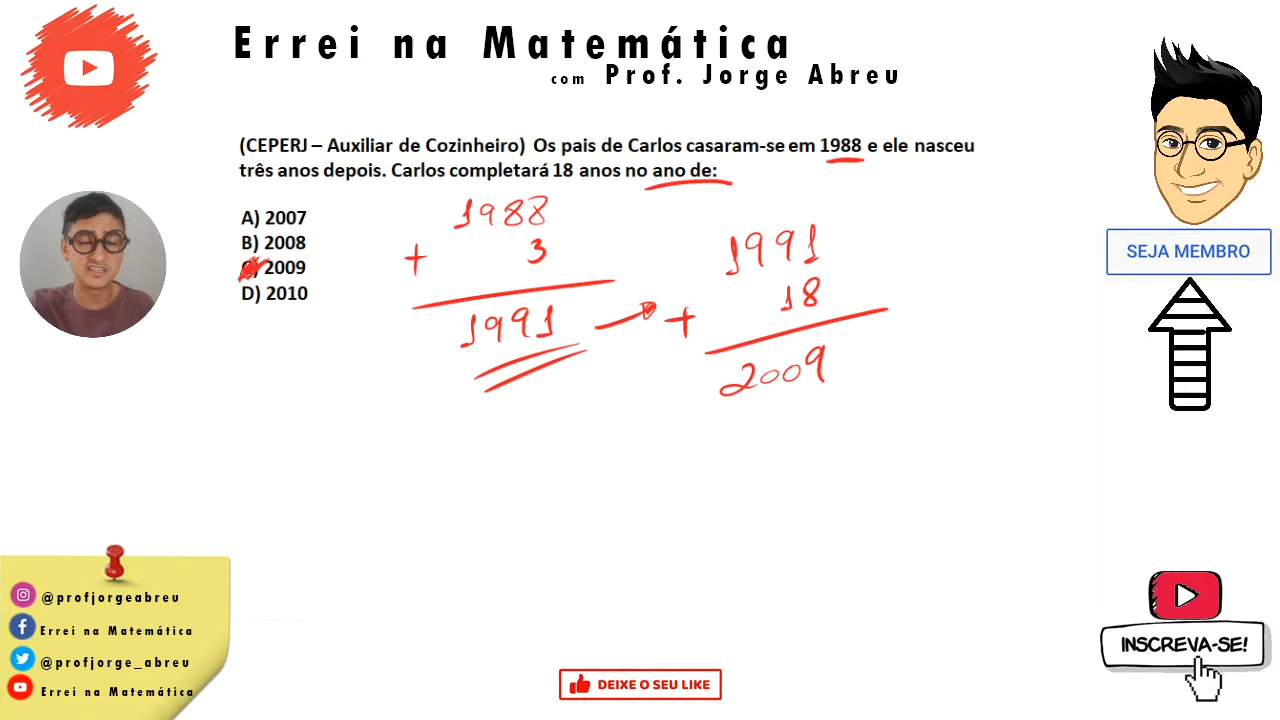 Errei na Matemática
com Prof. Jorge Abreu
(CEPERJ – Auxiliar de Cozinheiro) Os pais de Carlos casaram-se em 1988 e ele nasceu
três anos depois. Carlos completará 18 anos no ano de:
A) 2007
B) 2008
C) 2009
D) 2010
1988
+ 3
1991
1991
+ 18
2009
SEJA MEMBRO
@profjorgeabreu
Errei na Matemática
@profjorge_abreu
Errei na Matemática
DEIXE O SEU LIKE
INSCREVA-SE!